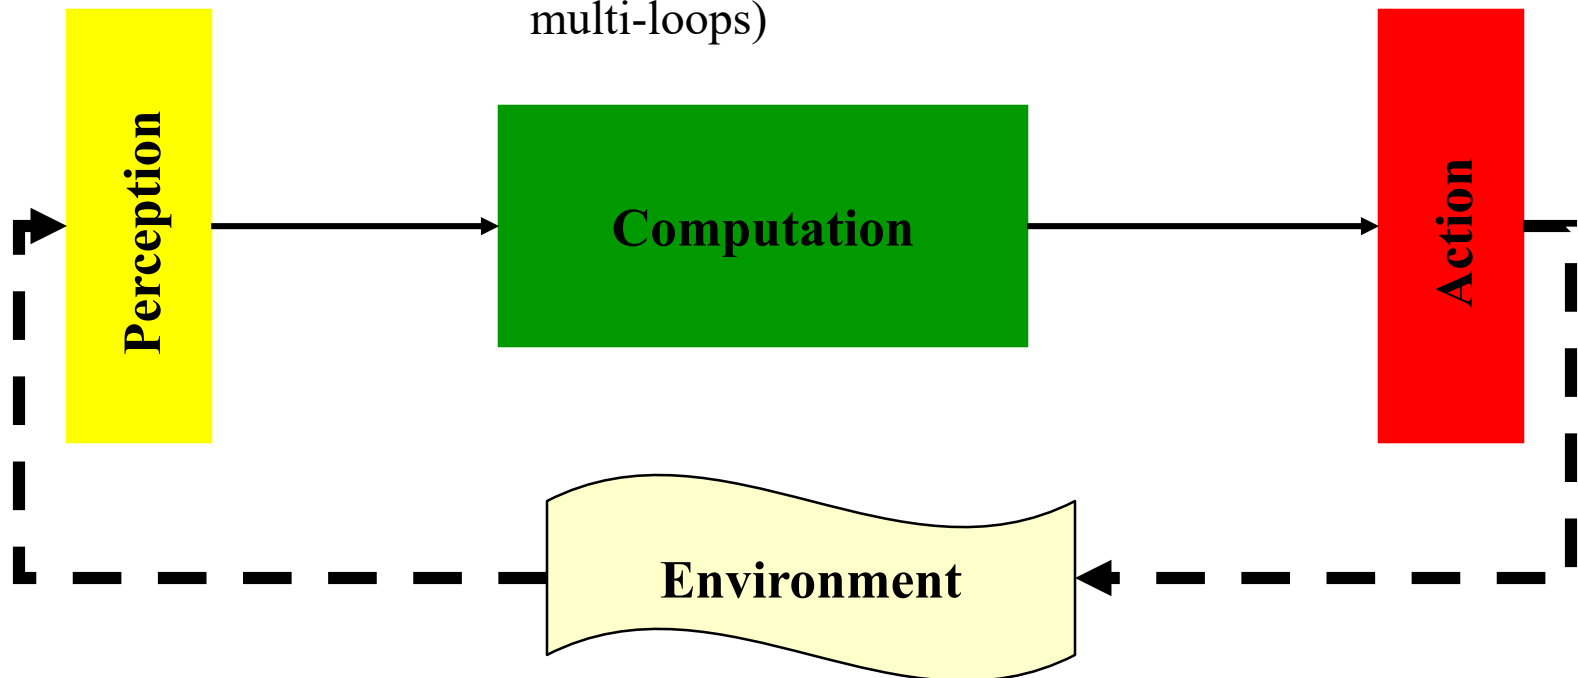 multi-loops)
Perception
Computation
Action
Environment